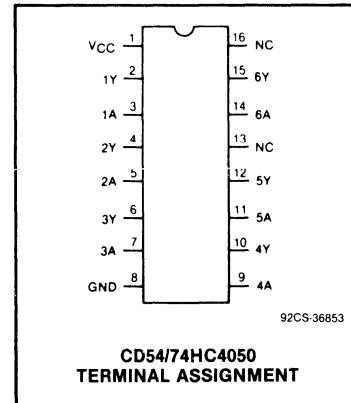 VCC 1 16 NC
1Y 2 15 6Y
1A 3 14 6A
2Y 4 13 NC
2A 5 12 5Y
3Y 6 11 5A
3A 7 10 4Y
GND 8 9 4A
92CS-36853
CD54/74HC4050
TERMINAL ASSIGNMENT